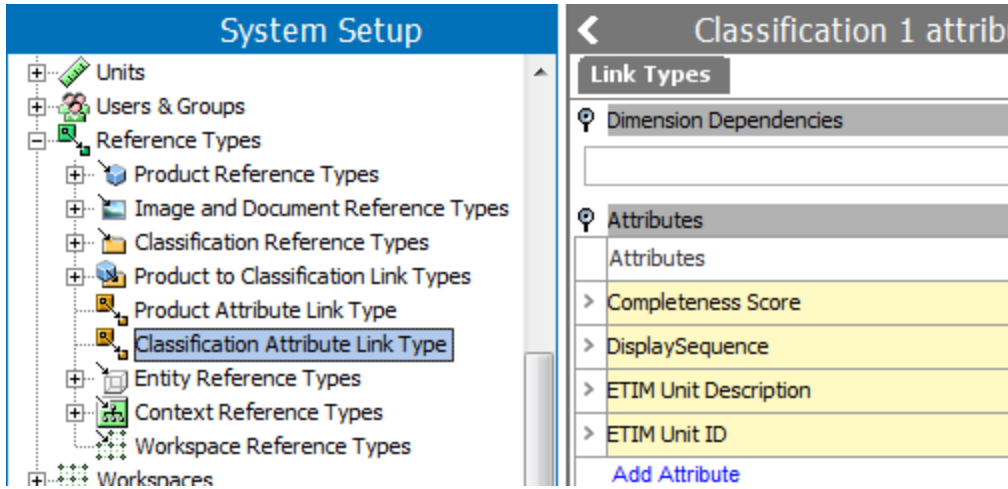 System Setup
Units
Users & Groups
Reference Types
Product Reference Types
Image and Document Reference Types
Classification Reference Types
Product to Classification Link Types
Product Attribute Link Type
Classification Attribute Link Type
Entity Reference Types
Context Reference Types
Workspace Reference Types
Workspaces
Classification 1 attrib
Link Types
Dimension Dependencies
Attributes
Attributes
Completeness Score
DisplaySequence
ETIM Unit Description
ETIM Unit ID
Add Attribute